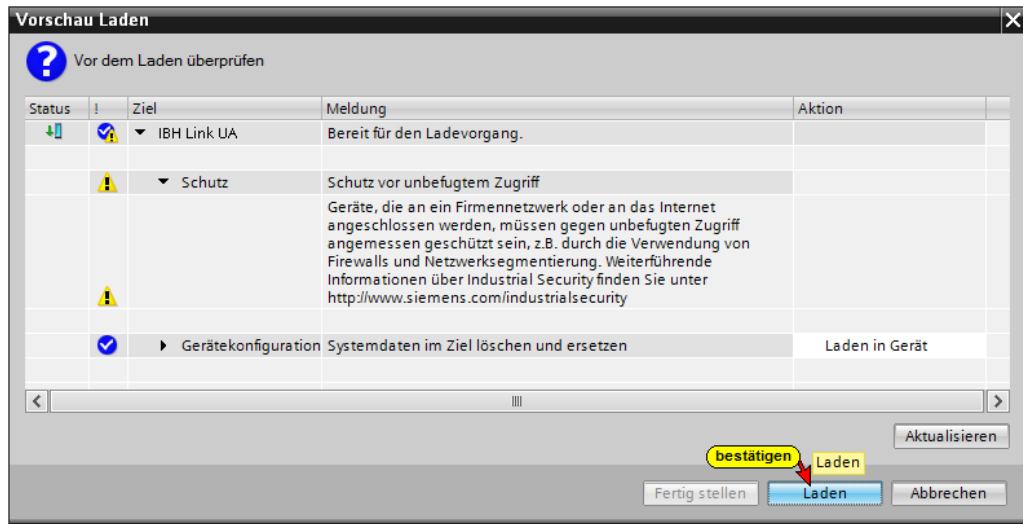 Vorschau Laden
Vor dem Laden überprüfen
Status ! Ziel Meldung Aktion
IBH Link UA Bereit für den Ladevorgang.
Schutz Schutz vor unbefugtem Zugriff
Geräte, die an ein Firmennetzwerk oder an das Internet
angeschlossen werden, müssen gegen unbefugten Zugriff
angemessen geschützt sein, z.B. durch die Verwendung von
Firewalls und Netzwerksegmentierung. Weiterführende
Informationen über Industrial Security finden Sie unter
http://www.siemens.com/industrialsecurity
Gerätekonfiguration Systemdaten im Ziel löschen und ersetzen Laden in Gerät
Aktualisieren
bestätigen Laden
Fertig stellen Laden Abbrechen